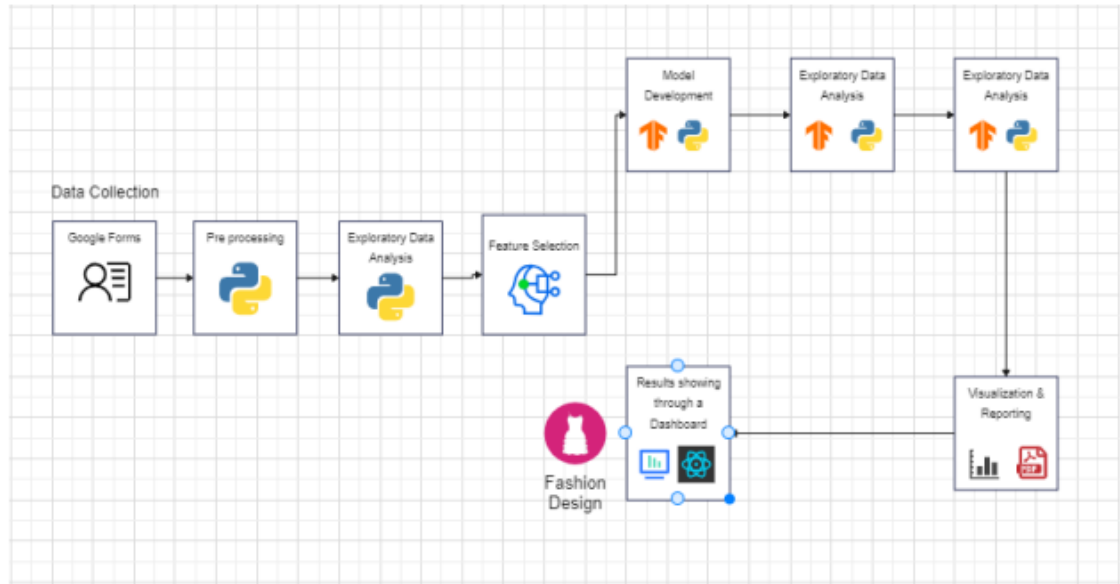 Data Collection
Google Forms
Pre processing
Exploratory Data
Analysis
Feature Selection
Model
Development
Exploratory Data
Analysis
Exploratory Data
Analysis
Visualization &
Reporting
PDF
Results showing
through a
Dashboard
Fashion
Design